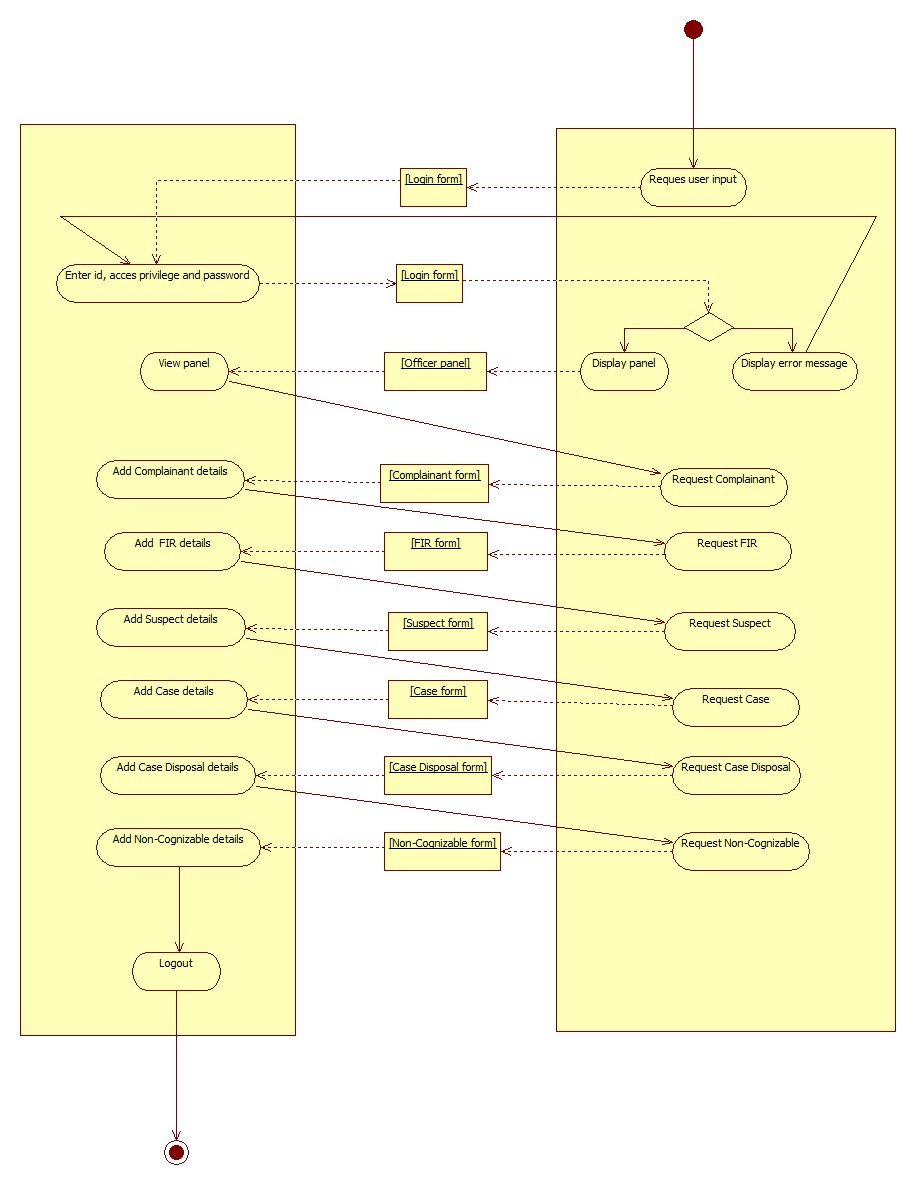 [Login form]
Reques user input
Enter id, acces privilege and password
[Login form]
View panel
[Officer panel]
Display panel
Display error message
Add Complainant details
[Complainant form]
Request Complainant
Add  FIR details
[FIR form]
Request FIR
Add Suspect details
[Suspect form]
Request Suspect
Add Case details
[Case form]
Request Case
Add Case Disposal details
[Case Disposal form]
Request Case Disposal
Add Non-Cognizable details
[Non-Cognizable form]
Request Non-Cognizable
Logout